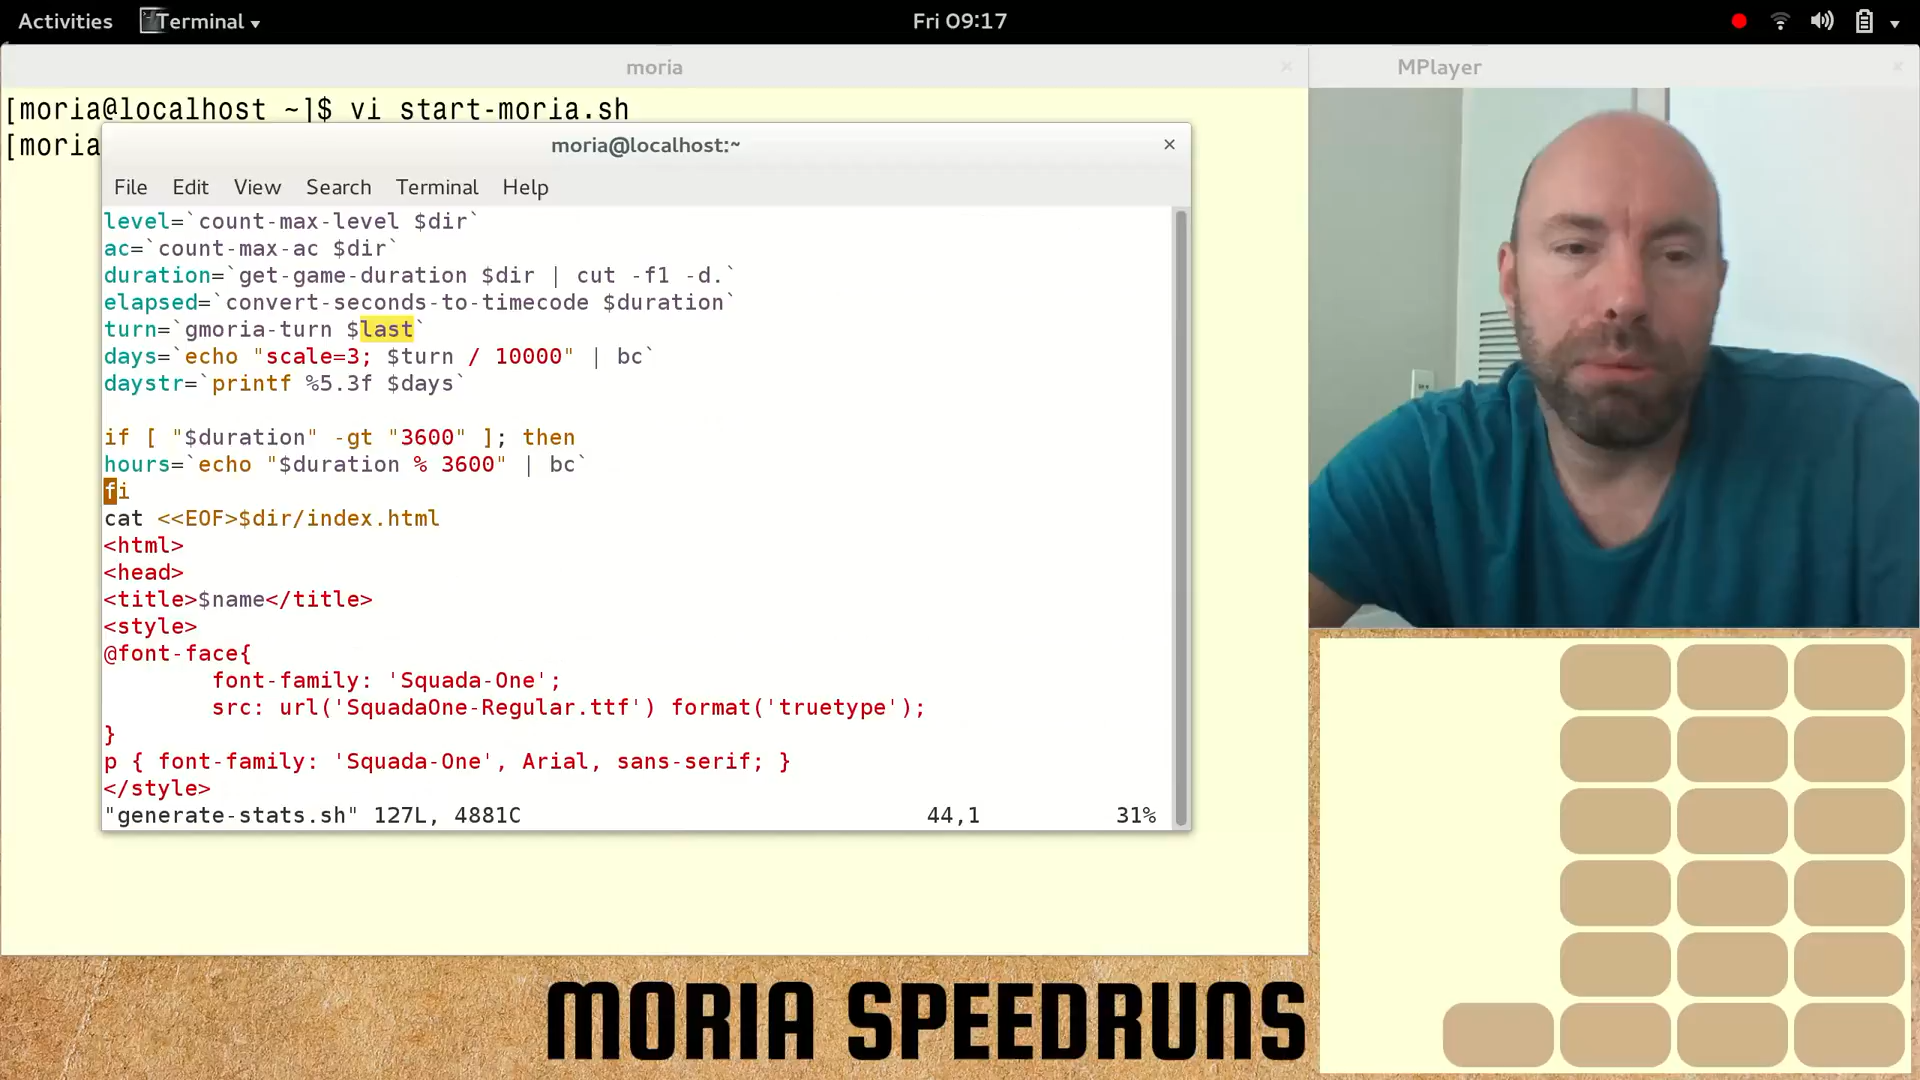 Activities
Terminal
Fri 09:17
moria
MPlayer
[moria@localhost ~]$ vi start-moria.sh
[moria
moria@localhost:~
File Edit View Search Terminal Help
level=`count-max-level $dir`
ac=`count-max-ac $dir`
duration=`get-game-duration $dir | cut -f1 -d.`
elapsed=`convert-seconds-to-timecode $duration`
turn=`gmoria-turn $last`
days=`echo "scale=3; $turn / 10000" | bc`
daystr=`printf %5.3f $days`
if [ "$duration" -gt "3600" ]; then
hours=`echo "$duration % 3600" | bc`
fi
cat <<EOF>$dir/index.html
<html>
<head>
<title>$name</title>
<style>
@font-face{
font-family: 'Squada-One';
src: url('SquadaOne-Regular.ttf') format('truetype');
}
p { font-family: 'Squada-One', Arial, sans-serif; }
</style>
"generate-stats.sh" 127L, 4881C 44,1 31%
MORIA SPEEDRUNS